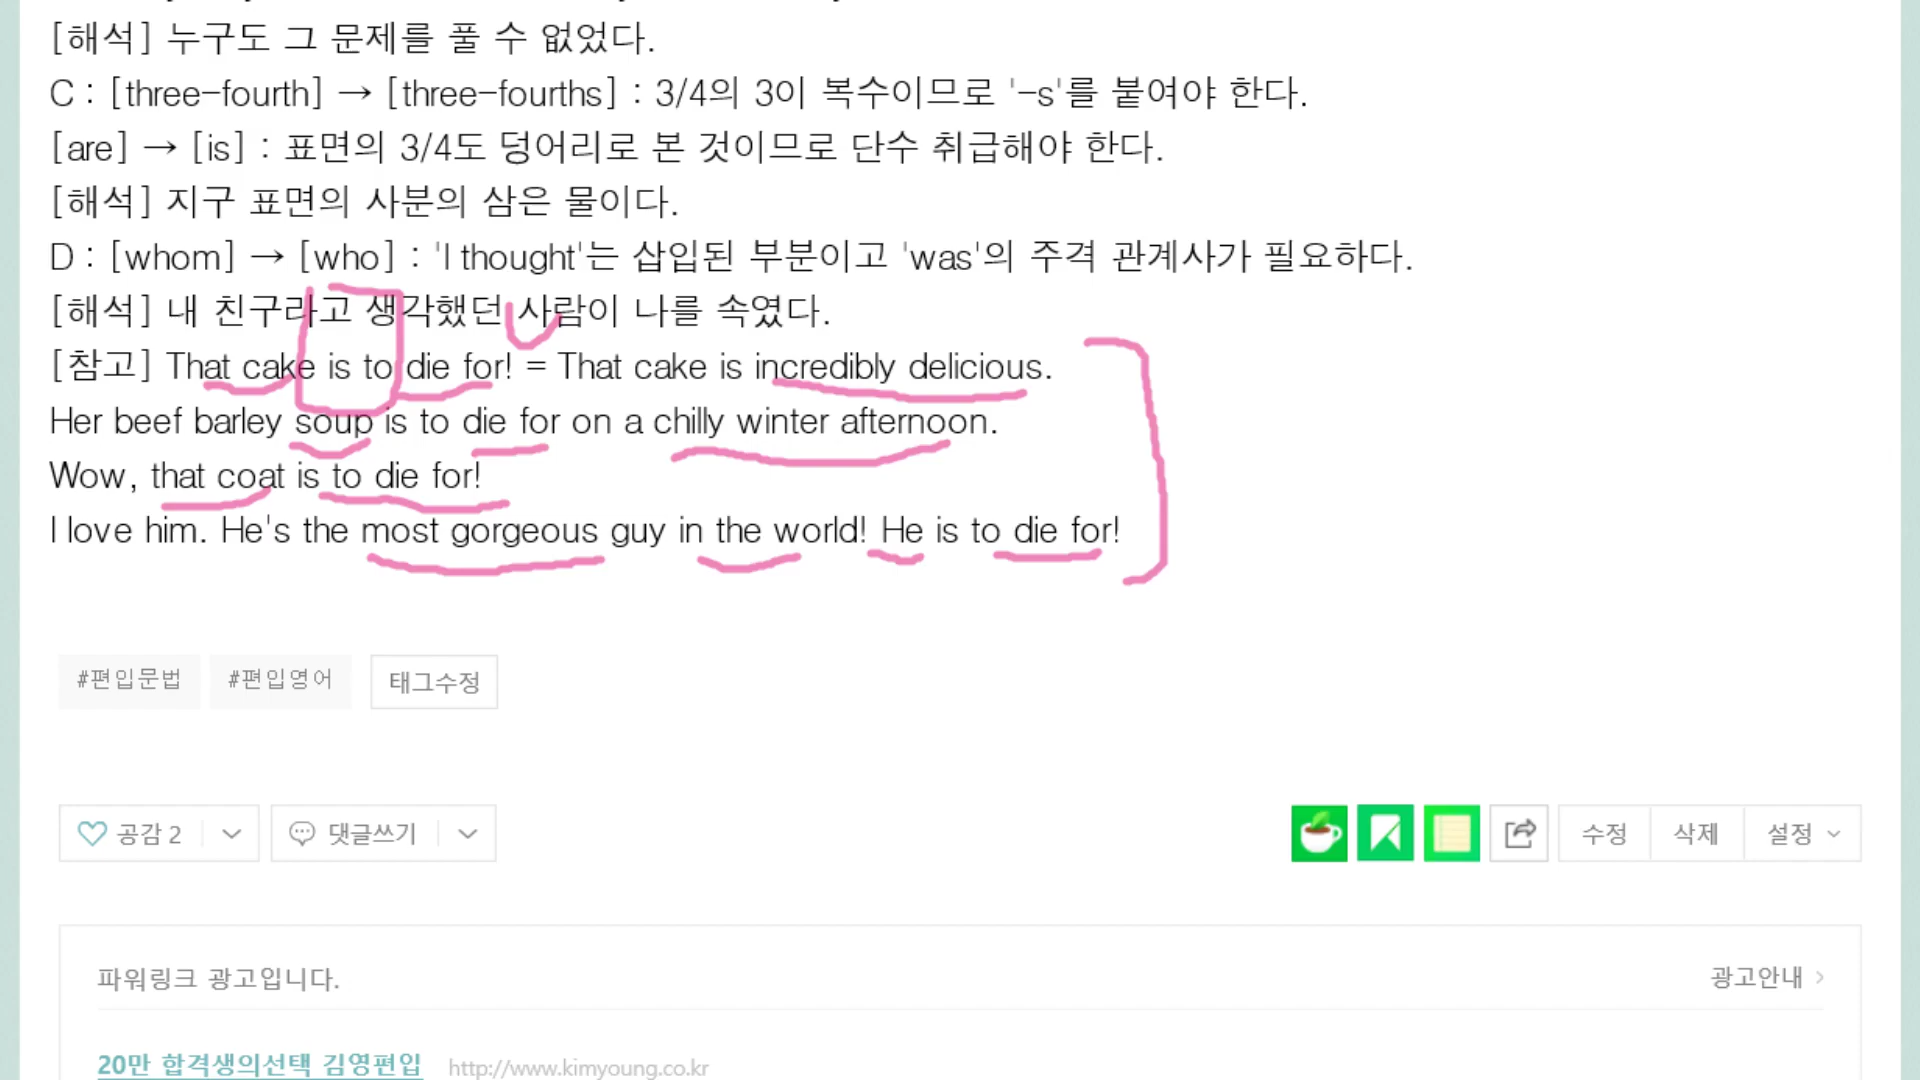 [해석] 누구도 그 문제를 풀 수 없었다.
C : [three-fourth] → [three-fourths] : 3/4의 3이 복수이므로 '-s'를 붙여야 한다.
[are] → [is] : 표면의 3/4도 덩어리로 본 것이므로 단수 취급해야 한다.
[해석] 지구 표면의 사분의 삼은 물이다.
D : [whom] → [who] : 'I thought'는 삽입된 부분이고 'was'의 주격 관계사가 필요하다.
[해석] 내 친구라고 생각했던 사람이 나를 속였다.
[참고] That cake is to die for! = That cake is incredibly delicious.
Her beef barley soup is to die for on a chilly winter afternoon.
Wow, that coat is to die for!
I love him. He's the most gorgeous guy in the world! He is to die for!
#편입문법 #편입영어 태그수정
공감 2 댓글쓰기 수정 삭제 설정
파워링크 광고입니다. 광고안내
20만 합격생의선택 김영편입 http://www.kimyoung.co.kr